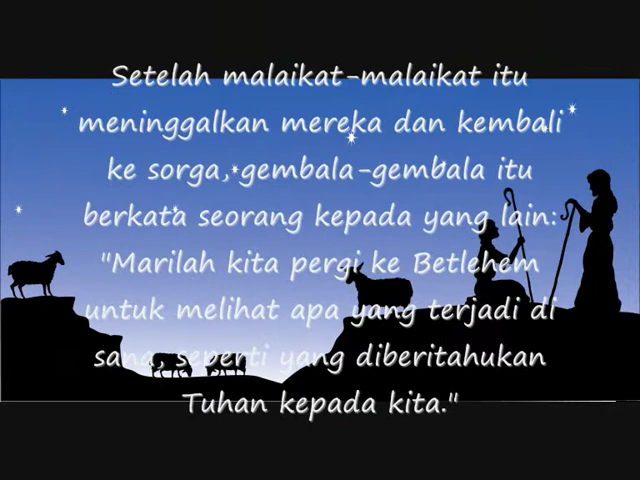 Setelah malaikat-malaikat itu
meninggalkan mereka dan kembali
ke sorga, gembala-gembala itu
berkata seorang kepada yang lain:
"Marilah kita pergi ke Betlehem
untuk melihat apa yang terjadi di
sana, seperti yang diberitahukan
Tuhan kepada kita."